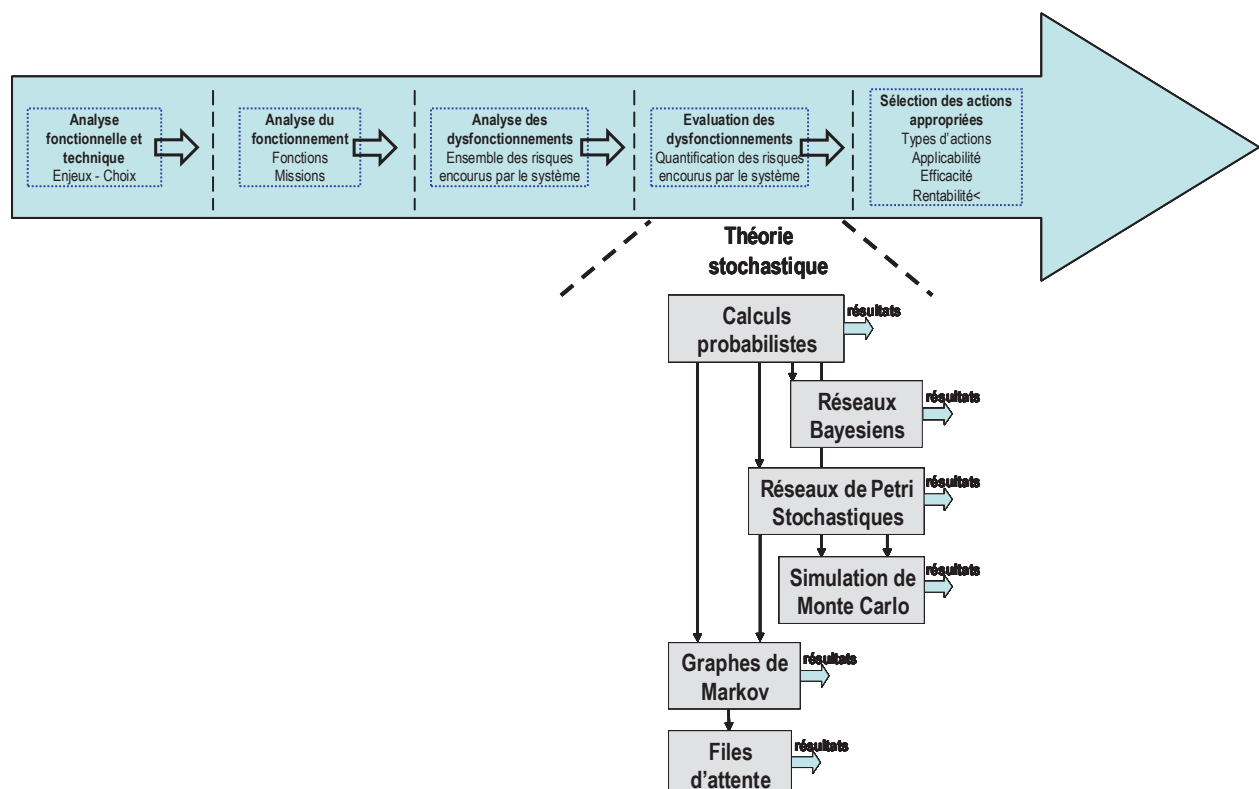 Analyse
fonctionnelle et
technique
Enjeux - Choix
Analyse du
fonctionnement
Fonctions
Missions
Analyse des
dysfonctionnements
Ensemble des risques
encourus par le système
Evaluation des
dysfonctionnements
Quantification des risques
encourus par le système
Sélection des actions
appropriées
Types d'actions
Applicabilité
Efficacité
Rentabilité<
Théorie
stochastique
Calculs
probabilistes
résultats
Réseaux
Bayesiens
résultats
Réseaux de Petri
Stochastiques
résultats
Simulation de
Monte Carlo
résultats
Graphes de
Markov
résultats
Files
d'attente
résultats